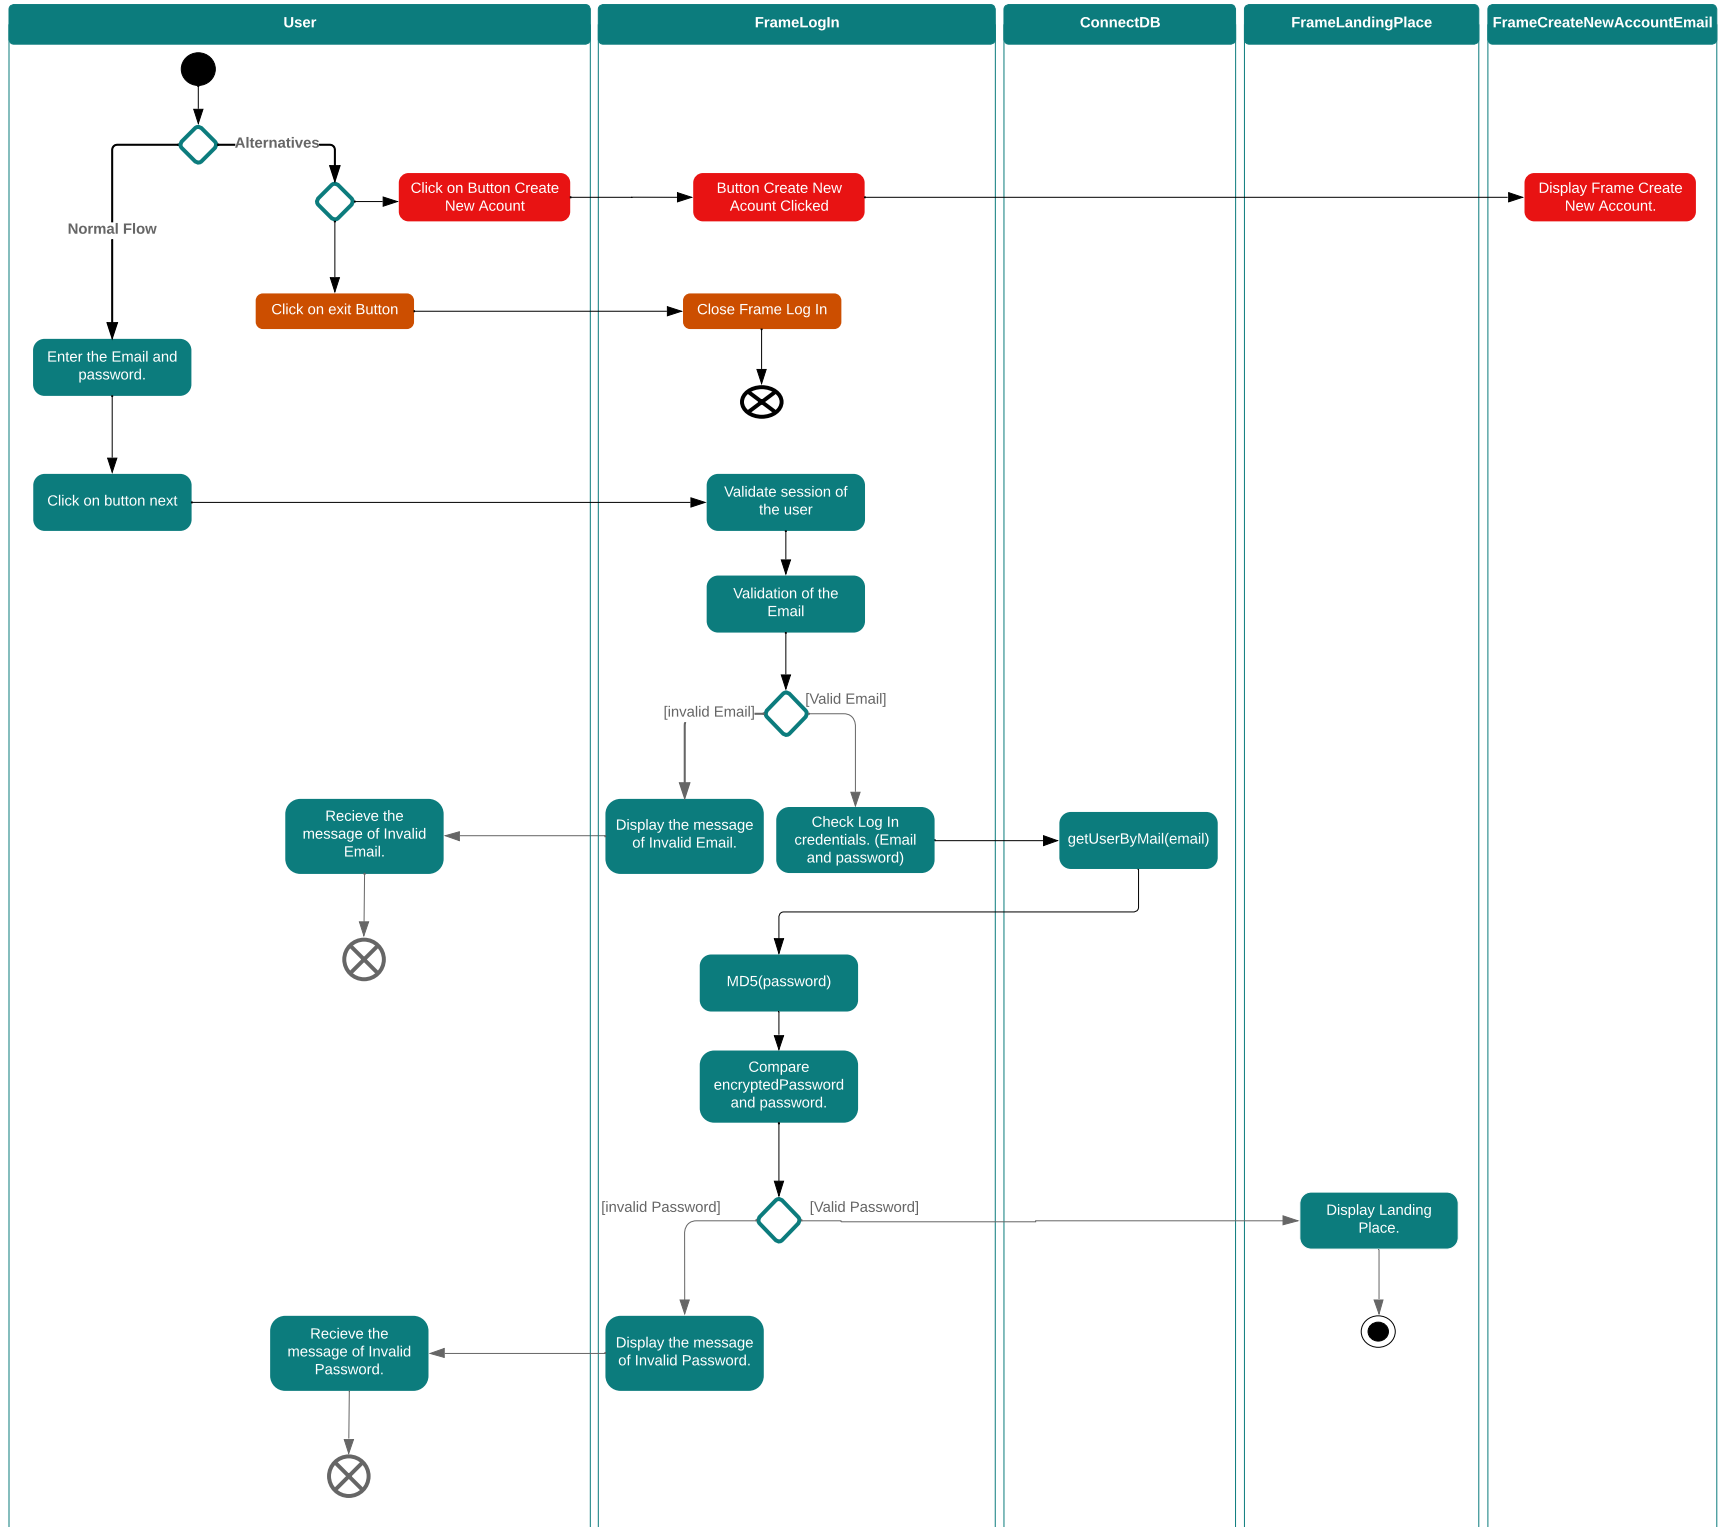 User
FrameLogIn
ConnectDB
FrameLandingPlace
FrameCreateNewAccountEmail
Alternatives
Click on Button Create
New Acount
Button Create New
Acount Clicked
Display Frame Create
New Account.
Normal Flow
Click on exit Button
Close Frame Log In
Enter the Email and
password.
Click on button next
Validate session of
the user
Validation of the
Email
[invalid Email]
[Valid Email]
Recieve the
message of Invalid
Email.
Display the message
of Invalid Email.
Check Log In
credentials. (Email
and password)
getUserByMail(email)
MD5(password)
Compare
encryptedPassword
and password.
[invalid Password]
[Valid Password]
Display Landing
Place.
Recieve the
message of Invalid
Password.
Display the message
of Invalid Password.